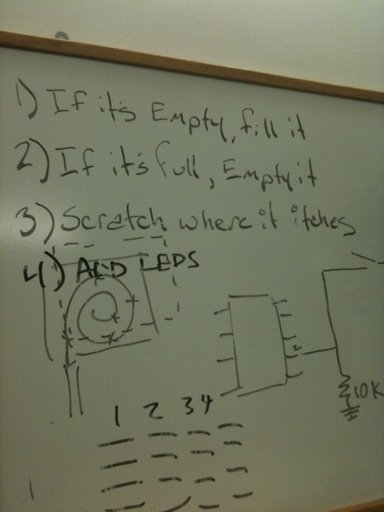 1) If it's Empty, fill it
2) If it's full, Empty it
3) Scratch where it itches
4) ADD LEDS
10K
1 2 3 4